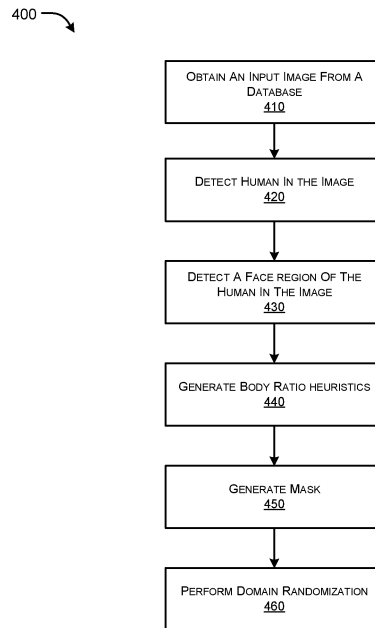 400
OBTAIN AN INPUT IMAGE FROM A
DATABASE
410
DETECT HUMAN IN THE IMAGE
420
DETECT A FACE REGION OF THE
HUMAN IN THE IMAGE
430
GENERATE BODY RATIO HEURISTICS
440
GENERATE MASK
450
PERFORM DOMAIN RANDOMIZATION
460